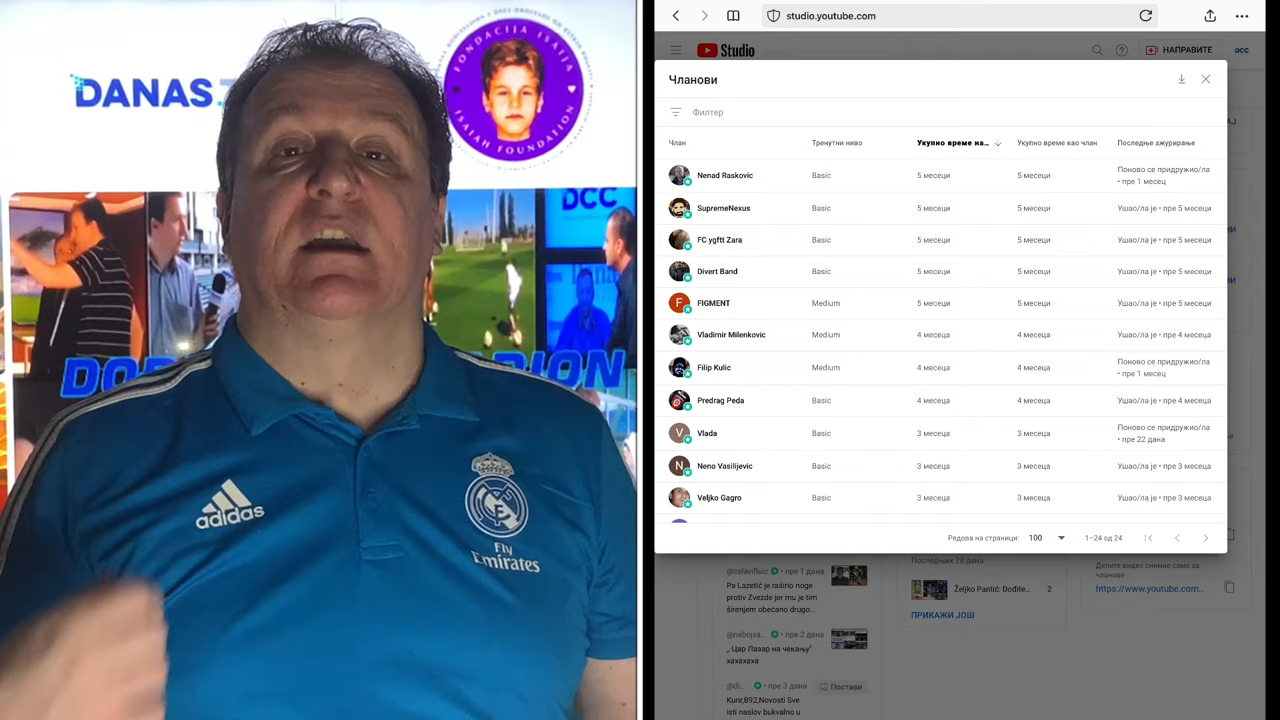 DANAS
FONDACIJA ISAIJA
ISAIAH FOUNDATION
DCC
adidas
Fly
Emirates
studio.youtube.com
Studio
НАПРАВИТЕ
DCC
Чланови
Филтер
Члан Тренутни ниво Укупно време на... Укупно време као члан Последње ажурирање
Nenad Raskovic Basic 5 месеци 5 месеци Поново се придружио/ла • пре 1 месец
SupremeNexus Basic 5 месеци 5 месеци Ушао/ла је • пре 5 месеци
FC ygftt Zara Basic 5 месеци 5 месеци Ушао/ла је • пре 5 месеци
Divert Band Basic 5 месеци 5 месеци Ушао/ла је • пре 5 месеци
F FIGMENT Medium 5 месеци 5 месеци Ушао/ла је • пре 5 месеци
Vladimir Milenkovic Medium 4 месеца 4 месеца Ушао/ла је • пре 4 месеца
Filip Kulic Medium 4 месеца 4 месеца Поново се придружио/ла • пре 1 месец
Predrag Peda Basic 4 месеца 4 месеца Ушао/ла је • пре 4 месеца
V Vlada Basic 3 месеца 3 месеца Поново се придружио/ла • пре 22 дана
N Neno Vasilijevic Basic 3 месеца 3 месеца Ушао/ла је • пре 3 месеца
Veljko Gagro Basic 3 месеца 3 месеца Ушао/ла је • пре 3 месеца
Редова на страници: 100 1–24 од 24
@celavifluic • пре 1 дана
Pa Lazetić je raširio noge
protiv Zvezde jer mu je tim
širenjem obećano drugo...
@nebojsa... • пре 2 дана
„ Цар Лазар на чекању"
хахахаха
@di.. • пре 3 дана
Постави
Kurir,B92,Novosti Sve
isti naslov bukvalno u
Последњих 28 дана
Željko Pantić: Dođite... 2
ПРИКАЖИ ЈОШ
Делите видео снимке само за
чланове
https://www.youtube.com...